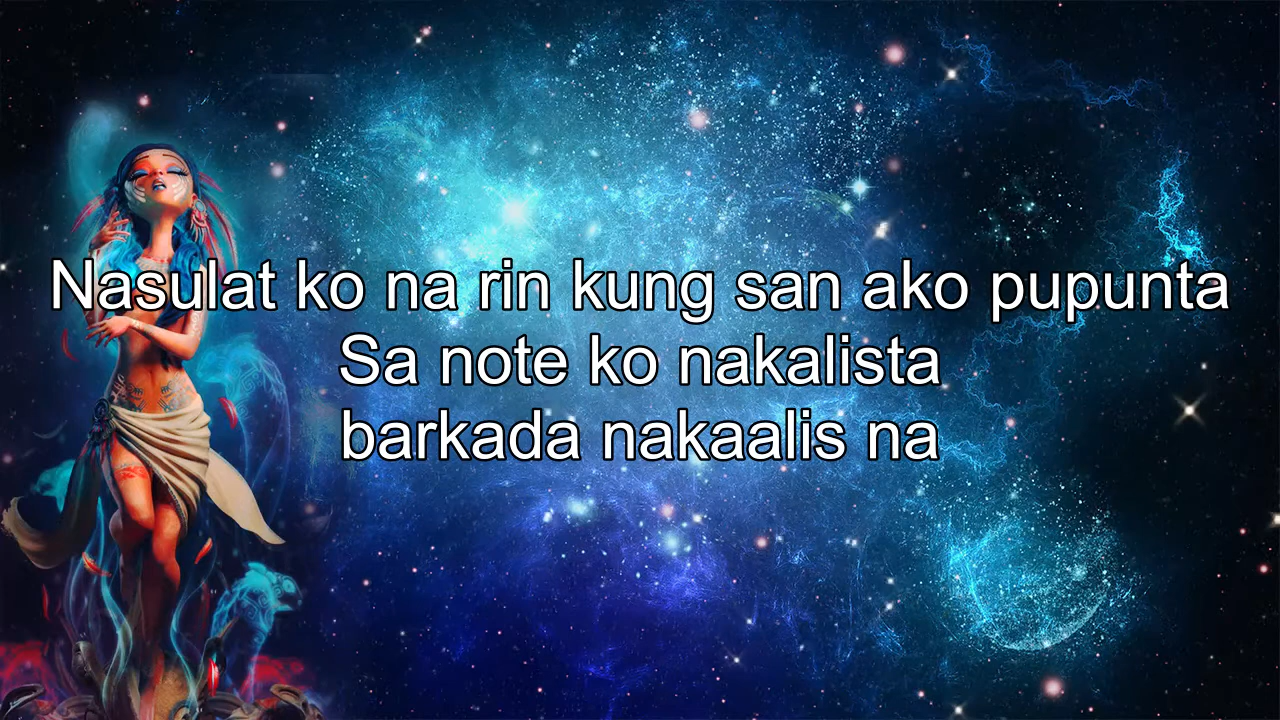 Nasulat ko na rin kung san ako pupunta
Sa note ko nakalista
barkada nakaalis na